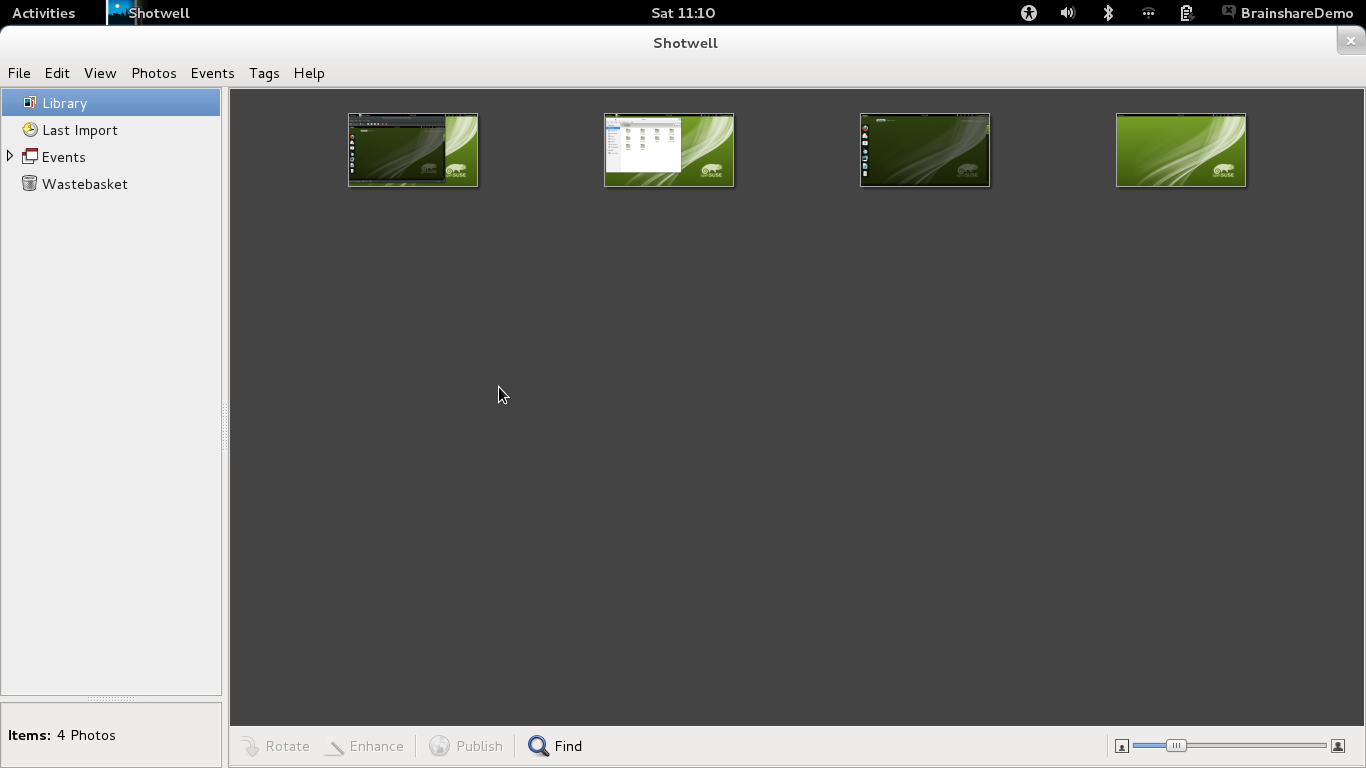 Activities Shotwell Sat 11:10 BrainshareDemo
Shotwell
File Edit View Photos Events Tags Help
Library
Last Import
Events
Wastebasket
Items: 4 Photos
Rotate Enhance Publish Find